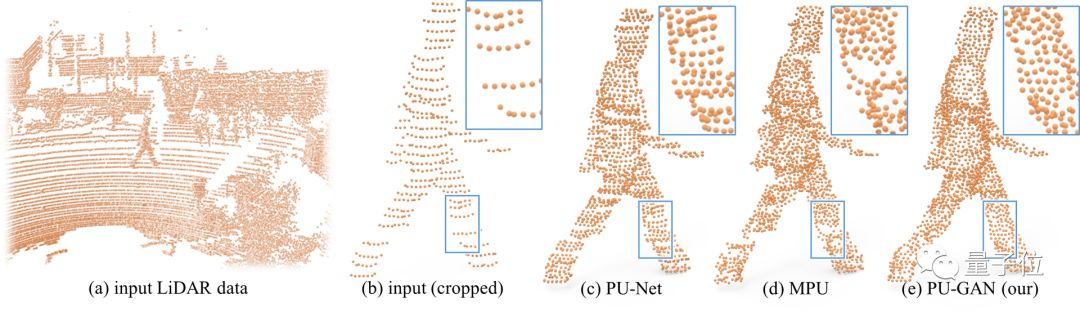 量子位
(a) input LiDAR data
(b) input (cropped)
(c) PU-Net
(d) MPU
(e) PU-GAN (our)